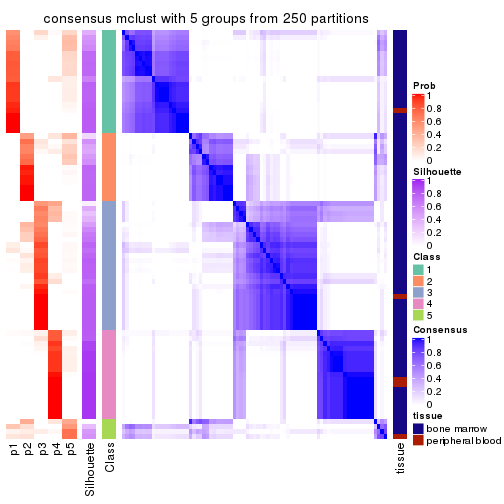 consensus mclust with 5 groups from 250 partitions
Prob
1
0.8
0.6
0.4
0.2
0
Silhouette
1
0.8
0.6
0.4
0.2
0
Class
1
2
3
4
5
Consensus
1
0.8
0.6
0.4
0.2
0
tissue
bone marrow
peripheral blood
p1
p2
p3
p4
p5
Silhouette
Class
tissue